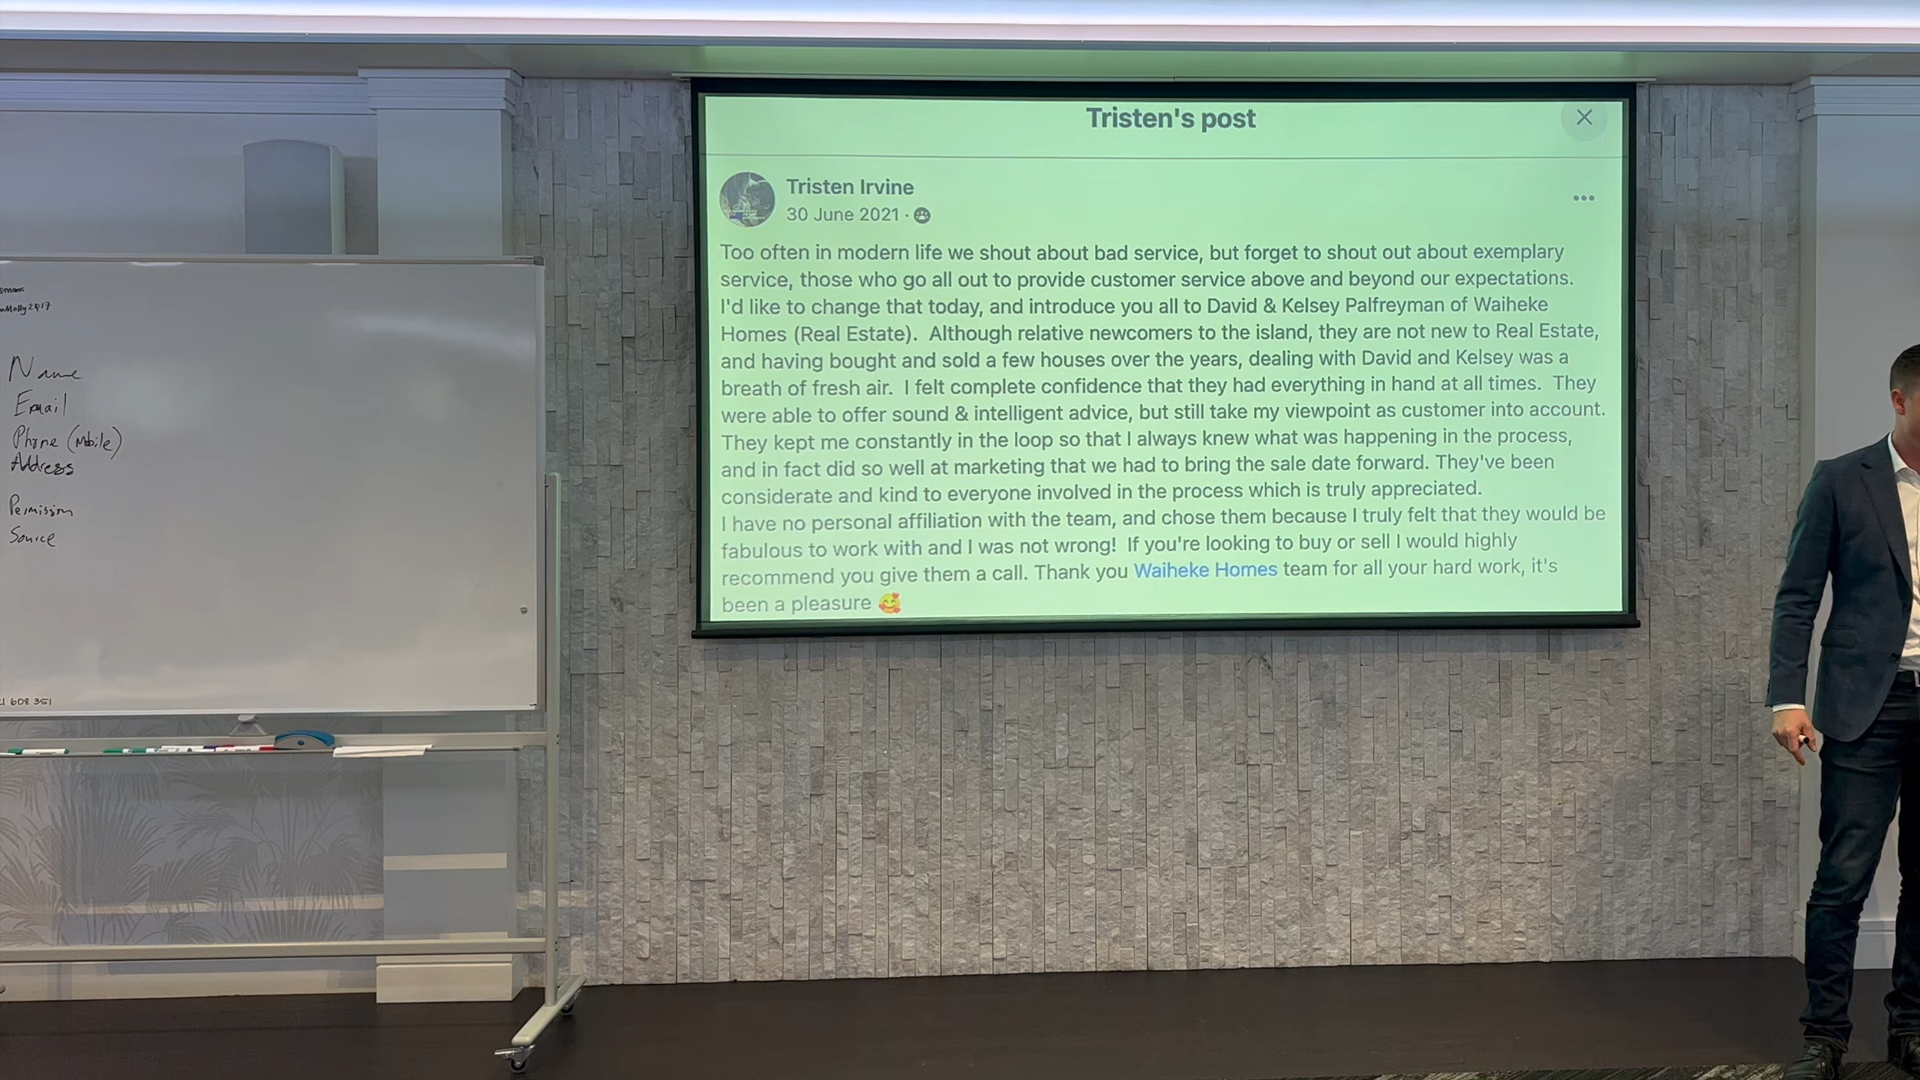 Name
Email
Phone (Mobile)
Address
Permission
Source
608 351
Tristen's post
Tristen Irvine
30 June 2021 ·
Too often in modern life we shout about bad service, but forget to shout out about exemplary
service, those who go all out to provide customer service above and beyond our expectations.
I'd like to change that today, and introduce you all to David & Kelsey Palfreyman of Waiheke
Homes (Real Estate).  Although relative newcomers to the island, they are not new to Real Estate,
and having bought and sold a few houses over the years, dealing with David and Kelsey was a
breath of fresh air.  I felt complete confidence that they had everything in hand at all times.  They
were able to offer sound & intelligent advice, but still take my viewpoint as customer into account.
They kept me constantly in the loop so that I always knew what was happening in the process,
and in fact did so well at marketing that we had to bring the sale date forward. They've been
considerate and kind to everyone involved in the process which is truly appreciated.
I have no personal affiliation with the team, and chose them because I truly felt that they would be
fabulous to work with and I was not wrong!  If you're looking to buy or sell I would highly
recommend you give them a call. Thank you Waiheke Homes team for all your hard work, it's
been a pleasure 🥰